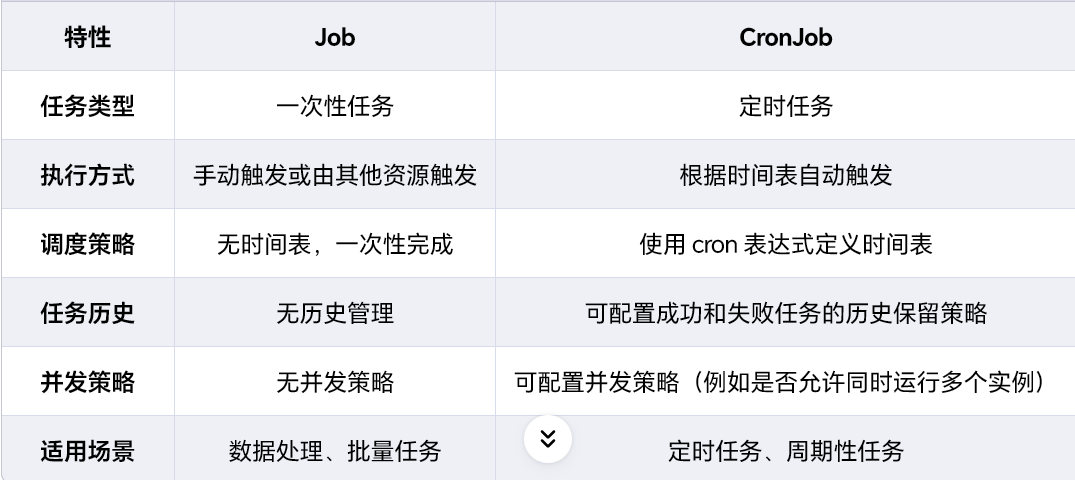 特性 Job CronJob
任务类型 一次性任务 定时任务
执行方式 手动触发或由其他资源触发 根据时间表自动触发
调度策略 无时间表，一次性完成 使用 cron 表达式定义时间表
任务历史 无历史管理 可配置成功和失败任务的历史保留策略
并发策略 无并发策略 可配置并发策略（例如是否允许同时运行多个实例）
适用场景 数据处理、批量任务 定时任务、周期性任务